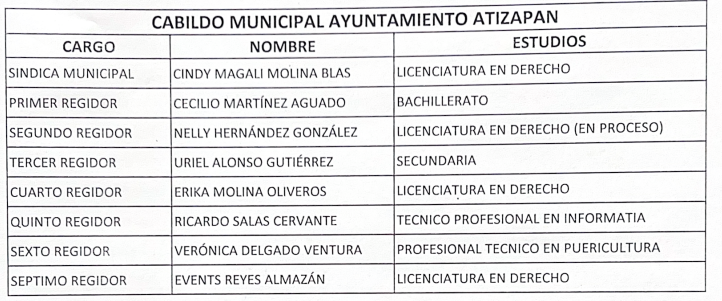 CABILDO MUNICIPAL AYUNTAMIENTO ATIZAPAN
CARGO NOMBRE ESTUDIOS
SINDICA MUNICIPAL CINDY MAGALI MOLINA BLAS LICENCIATURA EN DERECHO
PRIMER REGIDOR CECILIO MARTÍNEZ AGUADO BACHILLERATO
SEGUNDO REGIDOR NELLY HERNÁNDEZ GONZÁLEZ LICENCIATURA EN DERECHO (EN PROCESO)
TERCER REGIDOR URIEL ALONSO GUTIÉRREZ SECUNDARIA
CUARTO REGIDOR ERIKA MOLINA OLIVEROS LICENCIATURA EN DERECHO
QUINTO REGIDOR RICARDO SALAS CERVANTE TECNICO PROFESIONAL EN INFORMATIA
SEXTO REGIDOR VERÓNICA DELGADO VENTURA PROFESIONAL TECNICO EN PUERICULTURA
SEPTIMO REGIDOR EVENTS REYES ALMAZÁN LICENCIATURA EN DERECHO